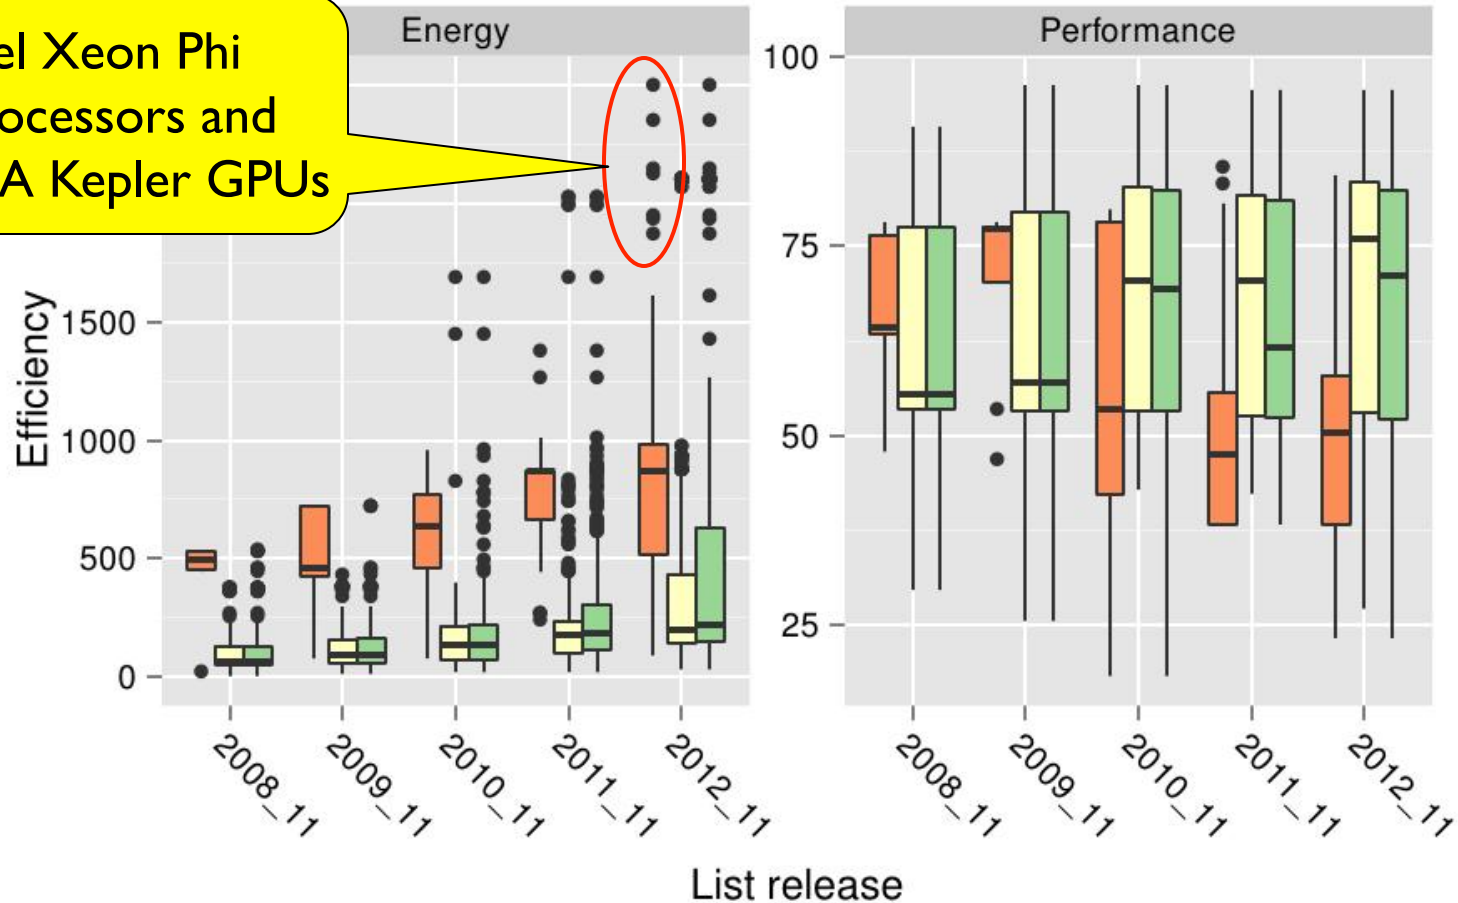 el Xeon Phi
ocessors and
A Kepler GPUs
Energy
Performance
Efficiency
1500
1000
500
0
100
75
50
25
2008_11
2009_11
2010_11
2011_11
2012_11
2008_11
2009_11
2010_11
2011_11
2012_11
List release